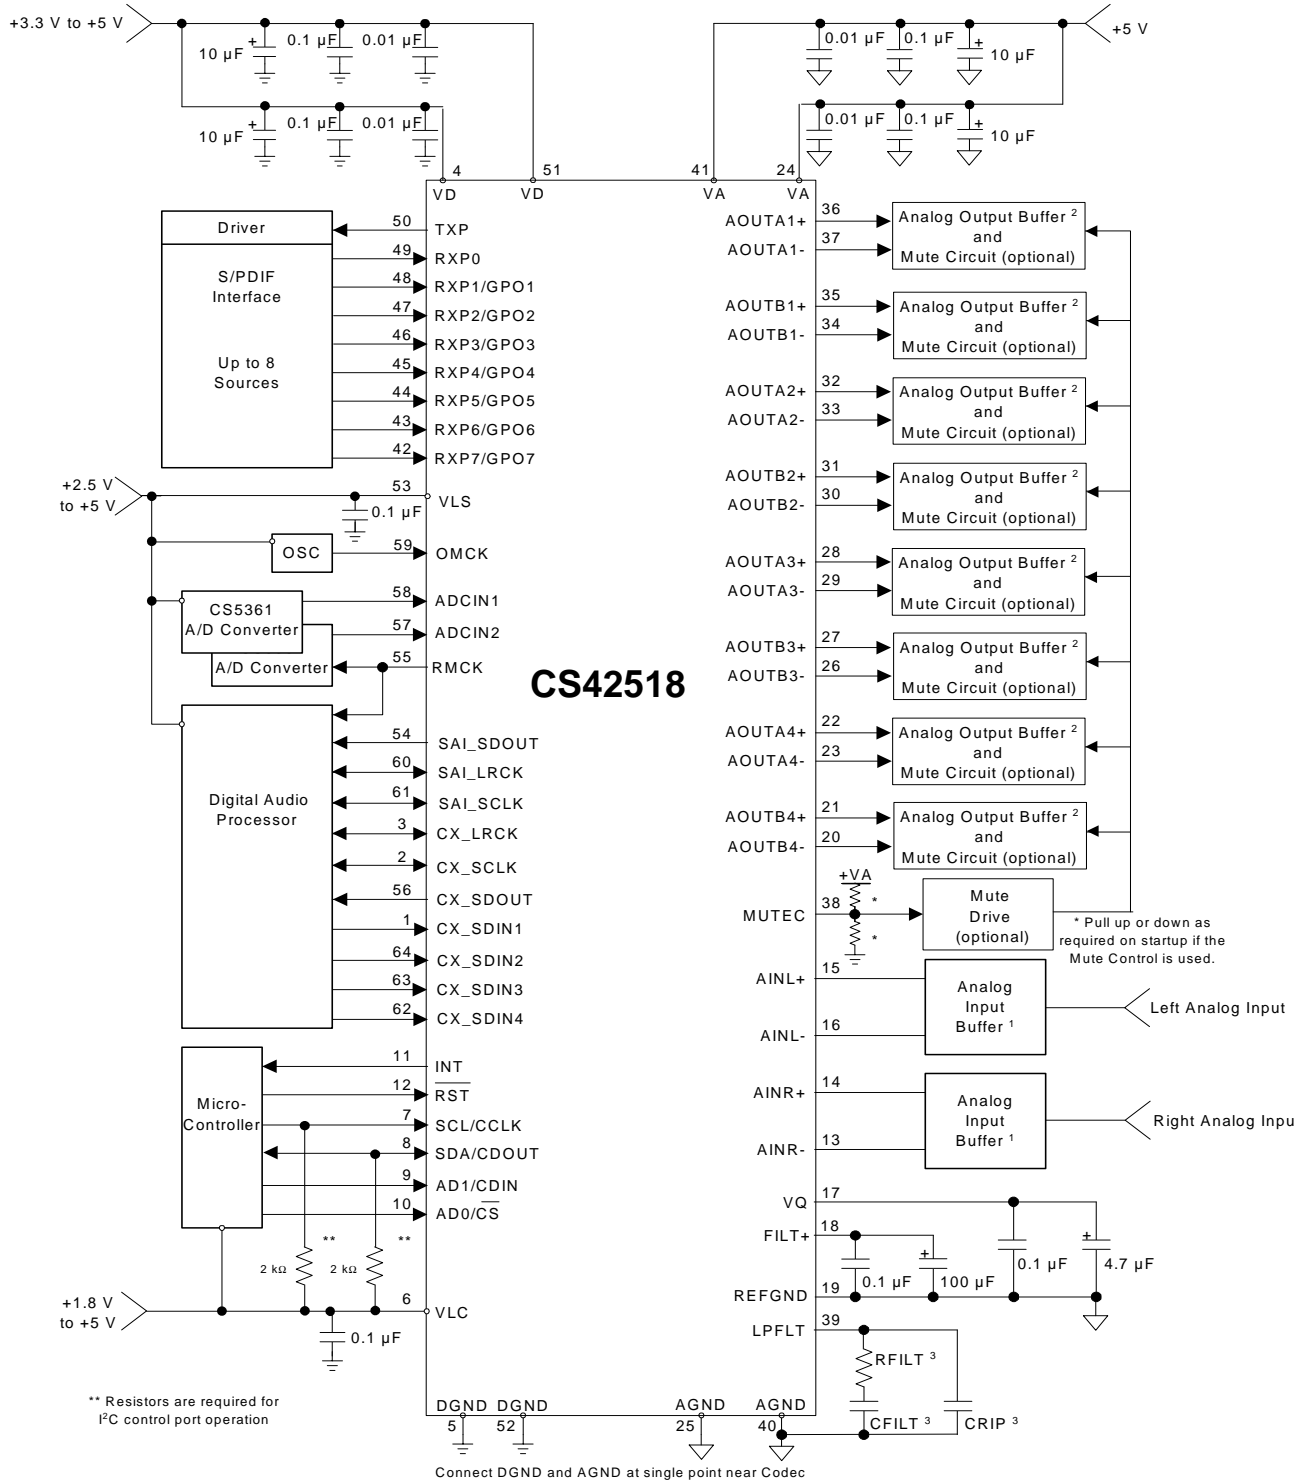 +3.3 V to +5 V
+5 V
10 µF
+
0.1 µF
0.01 µF
0.01 µF
0.1 µF
+
10 µF
10 µF
+
0.1 µF
0.01 µF
0.01 µF
0.1 µF
+
10 µF
4
51
41
24
VD
VD
VA
VA
Driver
S/PDIF
Interface
Up to 8
Sources
50
TXP
49
RXP0
48
RXP1/GPO1
47
RXP2/GPO2
46
RXP3/GPO3
45
RXP4/GPO4
44
RXP5/GPO5
43
RXP6/GPO6
42
RXP7/GPO7
+2.5 V
to +5 V
53
VLS
0.1 µF
OSC
59
OMCK
CS5361
A/D Converter
58
ADCIN1
57
ADCIN2
A/D Converter
55
RMCK
CS42518
Digital Audio
Processor
54
SAI_SDOUT
60
SAI_LRCK
61
SAI_SCLK
3
CX_LRCK
2
CX_SCLK
56
CX_SDOUT
1
CX_SDIN1
64
CX_SDIN2
63
CX_SDIN3
62
CX_SDIN4
Micro-
Controller
11
INT
12
RST
7
SCL/CCLK
8
SDA/CDOUT
9
AD1/CDIN
10
AD0/CS
**
**
2 kΩ
2 kΩ
+1.8 V
to +5 V
6
VLC
0.1 µF
** Resistors are required for
I²C control port operation
AOUTA1+
36
AOUTA1-
37
Analog Output Buffer ²
and
Mute Circuit (optional)
AOUTB1+
35
AOUTB1-
34
Analog Output Buffer ²
and
Mute Circuit (optional)
AOUTA2+
32
AOUTA2-
33
Analog Output Buffer ²
and
Mute Circuit (optional)
AOUTB2+
31
AOUTB2-
30
Analog Output Buffer ²
and
Mute Circuit (optional)
AOUTA3+
28
AOUTA3-
29
Analog Output Buffer ²
and
Mute Circuit (optional)
AOUTB3+
27
AOUTB3-
26
Analog Output Buffer ²
and
Mute Circuit (optional)
AOUTA4+
22
AOUTA4-
23
Analog Output Buffer ²
and
Mute Circuit (optional)
AOUTB4+
21
AOUTB4-
20
Analog Output Buffer ²
and
Mute Circuit (optional)
+VA
*
MUTEC
38
*
Mute
Drive
(optional)
* Pull up or down as
required on startup if the
Mute Control is used.
AINL+
15
AINL-
16
Analog
Input
Buffer ¹
Left Analog Input
AINR+
14
AINR-
13
Analog
Input
Buffer ¹
Right Analog Input
VQ
17
FILT+
18
0.1 µF
+
100 µF
0.1 µF
+
4.7 µF
REFGND
19
LPFLT
39
RFILT ³
CFILT ³
CRIP ³
DGND
DGND
AGND
AGND
5
52
25
40
Connect DGND and AGND at single point near Codec